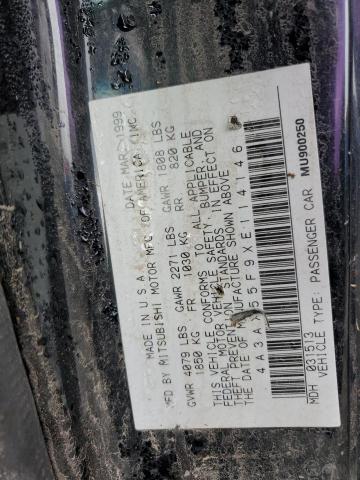 MADE IN U S A DATE MAR 1999
MFD BY MITSUBISHI MOTOR MFG. OF AMERICA INC
GVWR 4079 LBS GAWR 2271 LBS GAWR 1808 LBS
1850 KG FR 1030 KG RR 820 KG
THIS VEHICLE CONFORMS TO ALL APPLICABLE
FEDERAL MOTOR VEHICLE SAFETY, BUMPER, AND
THEFT PREVENTION STANDARDS IN EFFECT ON
THE DATE OF MANUFACTURE SHOWN ABOVE
MDH 031513
VEHICLE TYPE: PASSENGER CAR MU900250